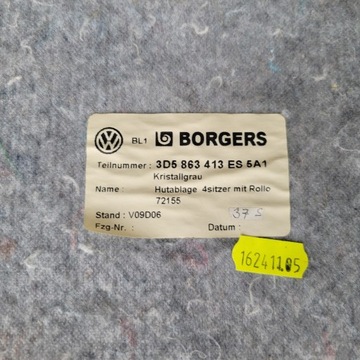 BL1 BORGERS
Teilnummer : 3D5 863 413 ES 5A1
Kristallgrau
Name : Hutablage 4sitzer mit Rollo
72155
Stand : V09D06 37 S
Fzg-Nr. : Datum :
16241105